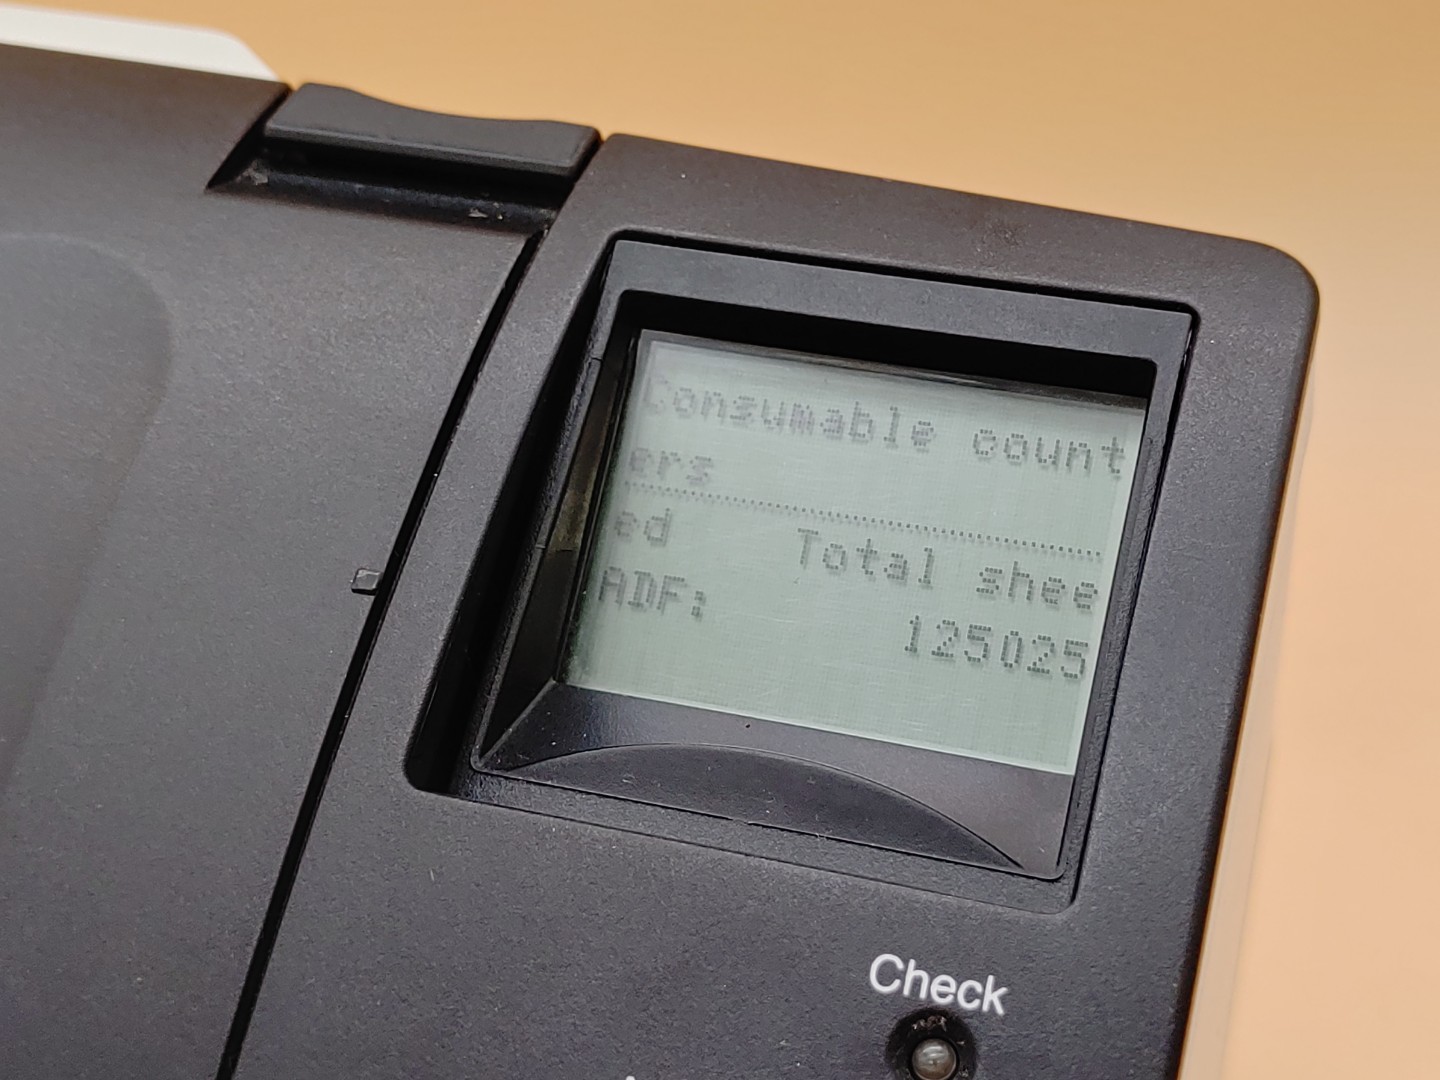 Consumable count
ers
ed Total shee
ADF: 125025
Check